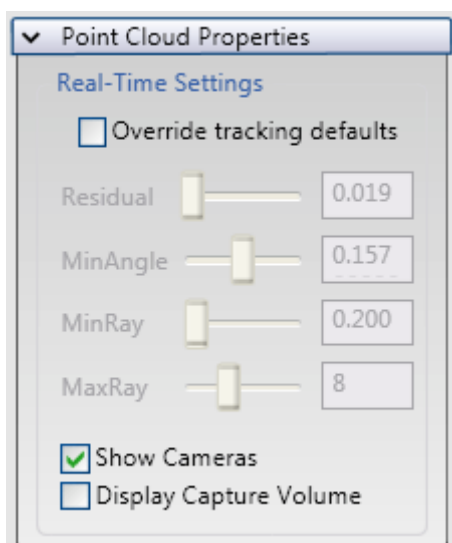 Point Cloud Properties
Real-Time Settings
Override tracking defaults
Residual 0.019
MinAngle 0.157
MinRay 0.200
MaxRay 8
Show Cameras
Display Capture Volume